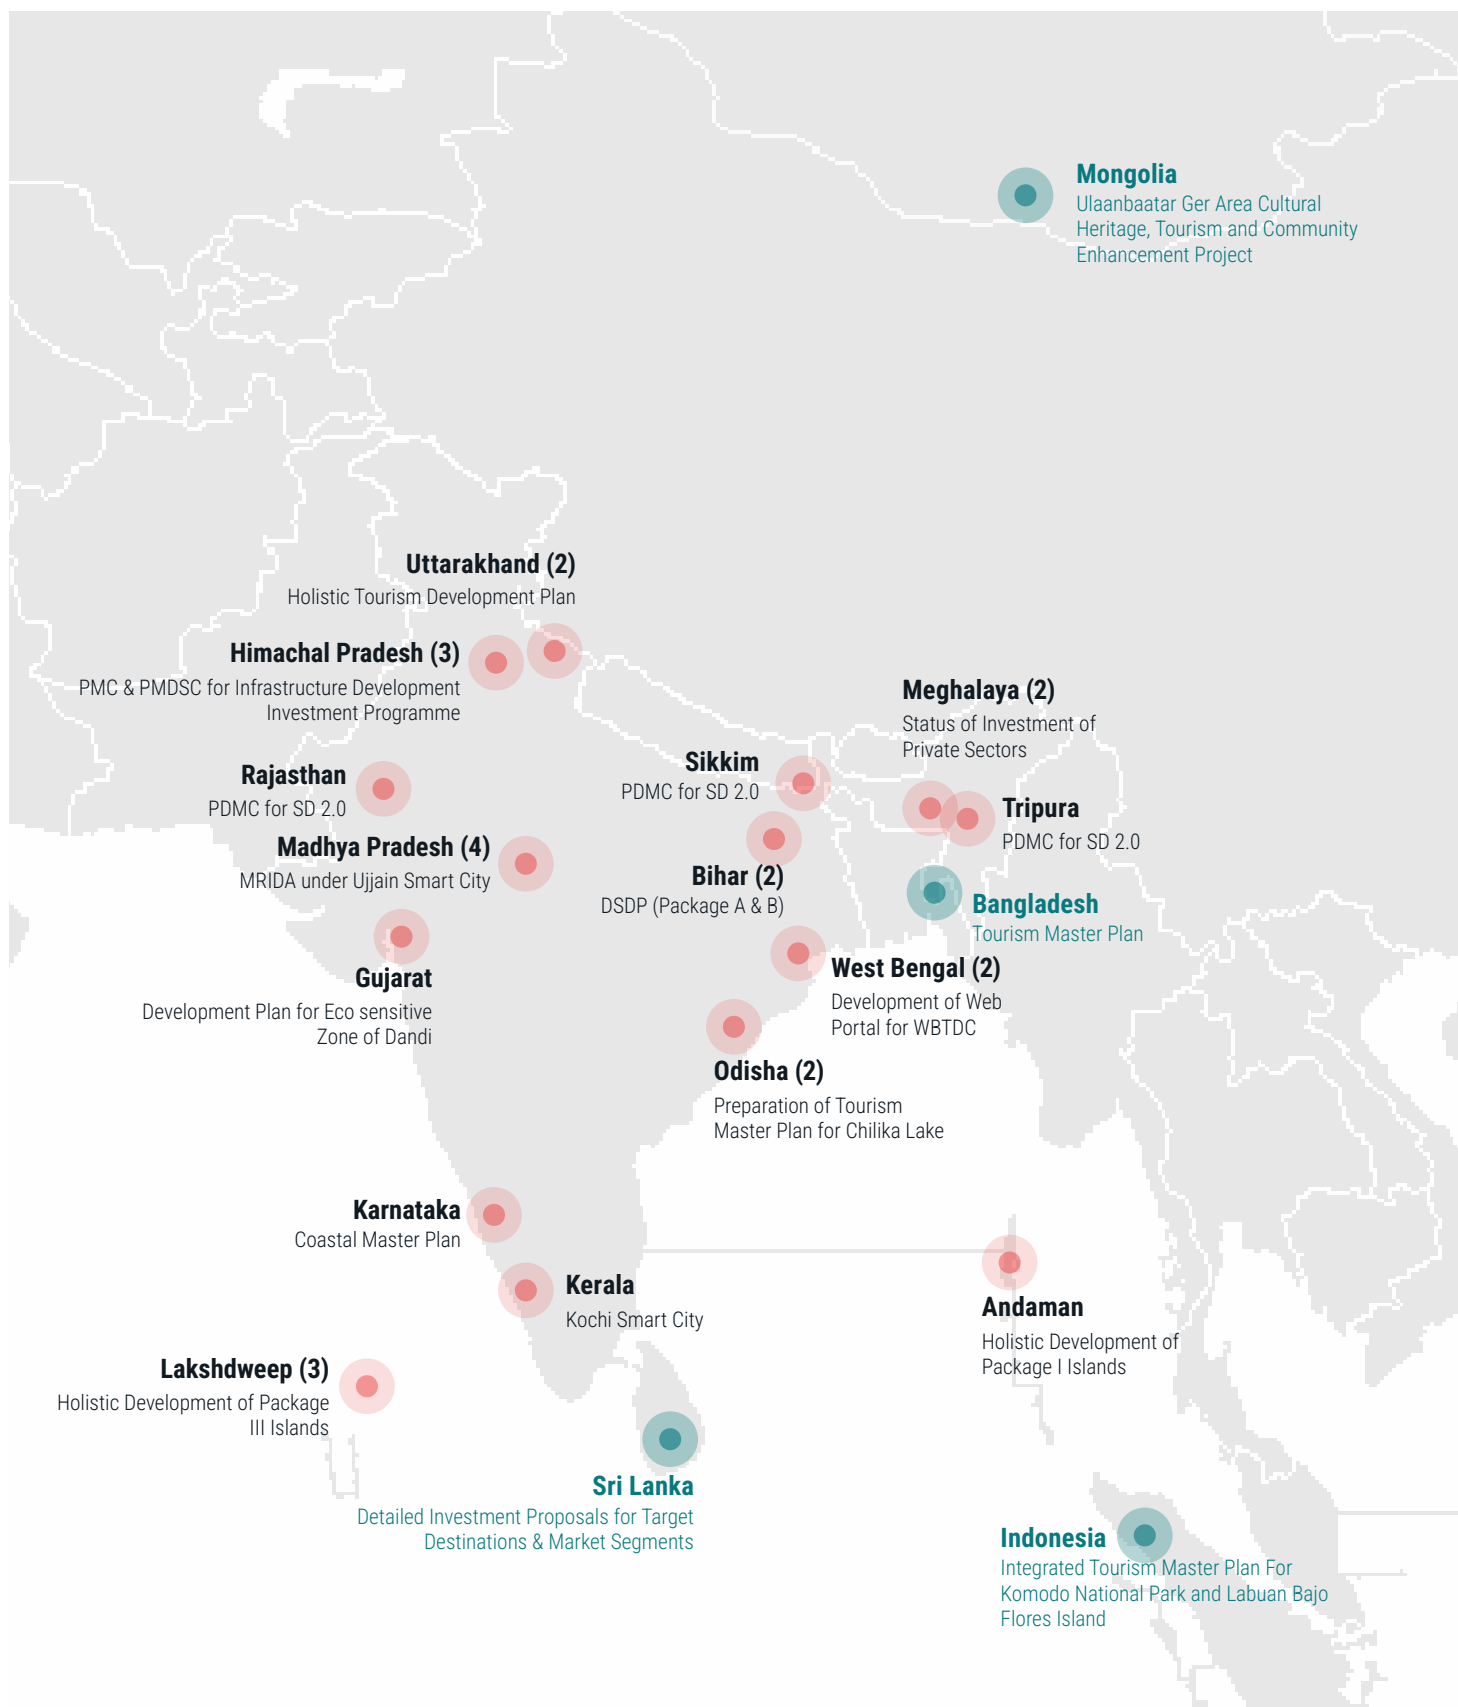 Mongolia
Ulaanbaatar Ger Area Cultural
Heritage, Tourism and Community
Enhancement Project
Uttarakhand (2)
Holistic Tourism Development Plan
Himachal Pradesh (3)
PMC & PMDSC for Infrastructure Development
Investment Programme
Meghalaya (2)
Status of Investment of
Private Sectors
Rajasthan
PDMC for SD 2.0
Sikkim
PDMC for SD 2.0
Tripura
PDMC for SD 2.0
Madhya Pradesh (4)
MRIDA under Ujjain Smart City
Bihar (2)
DSDP (Package A & B)
Bangladesh
Tourism Master Plan
Gujarat
Development Plan for Eco sensitive
Zone of Dandi
West Bengal (2)
Development of Web
Portal for WBTDC
Odisha (2)
Preparation of Tourism
Master Plan for Chilika Lake
Karnataka
Coastal Master Plan
Kerala
Kochi Smart City
Andaman
Holistic Development of
Package I Islands
Lakshdweep (3)
Holistic Development of Package
III Islands
Sri Lanka
Detailed Investment Proposals for Target
Destinations & Market Segments
Indonesia
Integrated Tourism Master Plan For
Komodo National Park and Labuan Bajo
Flores Island